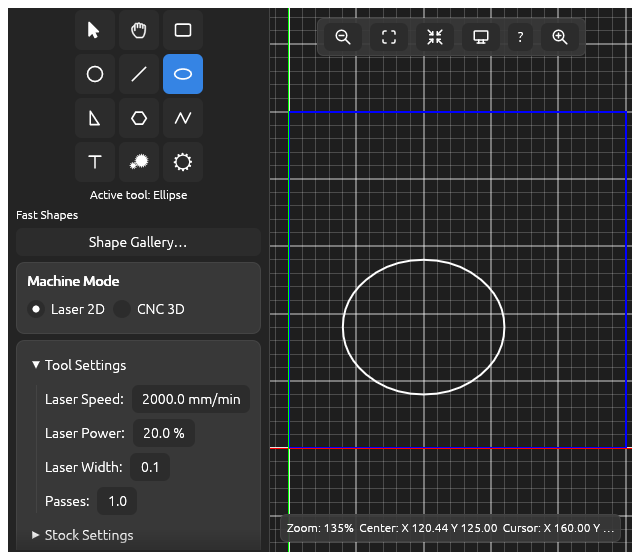 ?
T
Active tool: Ellipse
Fast Shapes
Shape Gallery...
Machine Mode
Laser 2D CNC 3D
Tool Settings
Laser Speed: 2000.0 mm/min
Laser Power: 20.0 %
Laser Width: 0.1
Passes: 1.0
Stock Settings
Zoom: 135% Center: X 120.44 Y 125.00 Cursor: X 160.00 Y ...